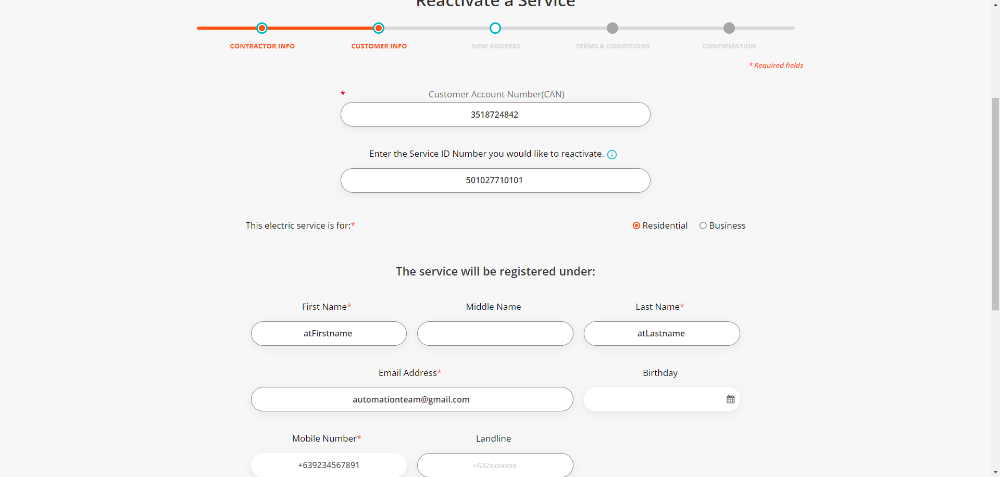 Reactivate a Service
CONTRACTOR INFO
CUSTOMER INFO
NEW ADDRESS
TERMS & CONDITIONS
CONFIRMATION
* Required fields
* Customer Account Number(CAN)
3518724842
Enter the Service ID Number you would like to reactivate.
501027710101
This electric service is for:* Residential Business
The service will be registered under:
First Name* Middle Name Last Name*
atFirstname atLastname
Email Address* Birthday
automationteam@gmail.com
Mobile Number* Landline
+639234567891 +632xxxxxxx